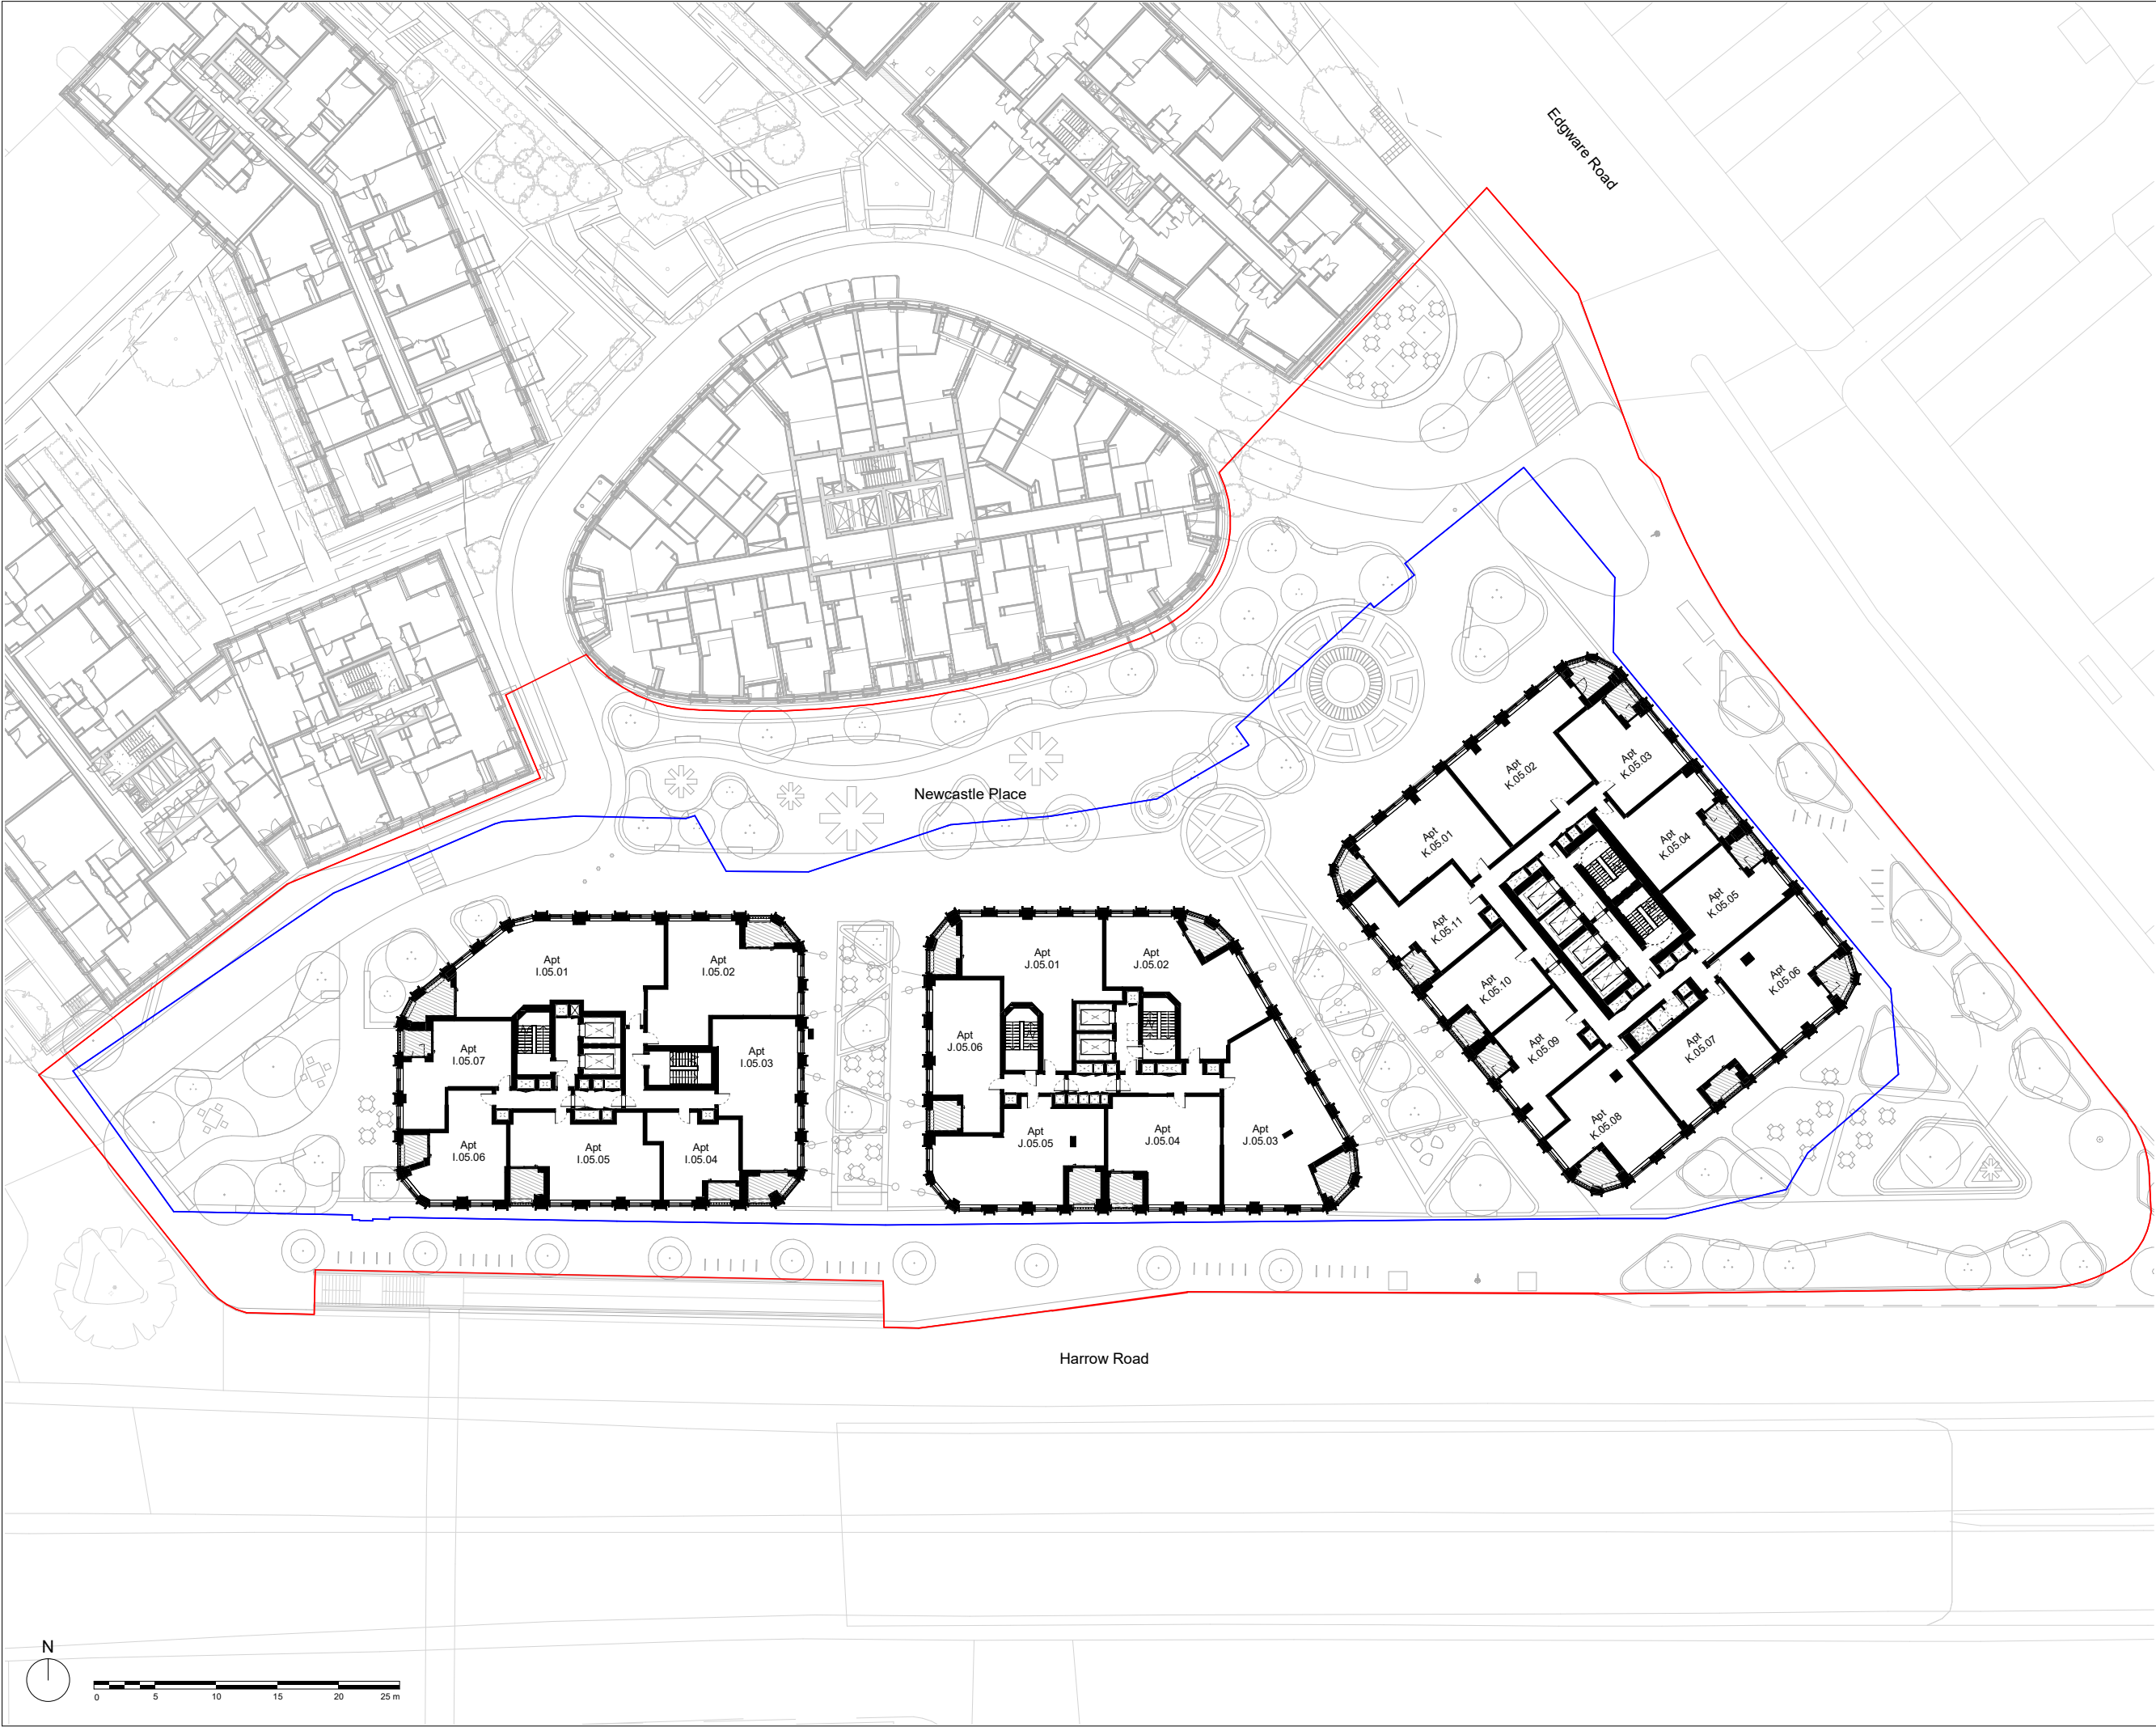 Edgware Road
Newcastle Place
Apt
K.05.03
Apt
K.05.02
Apt
K.05.01
Apt
K.05.04
Apt
K.05.05
Apt
K.05.11
Apt
K.05.06
Apt
K.05.10
Apt
K.05.09
Apt
K.05.07
Apt
K.05.08
Apt
I.05.01
Apt
I.05.02
Apt
J.05.01
Apt
J.05.02
Apt
I.05.07
Apt
I.05.03
Apt
J.05.06
Apt
I.05.06
Apt
I.05.05
Apt
I.05.04
Apt
J.05.05
Apt
J.05.04
Apt
J.05.03
Harrow Road
N
0 5 10 15 20 25 m